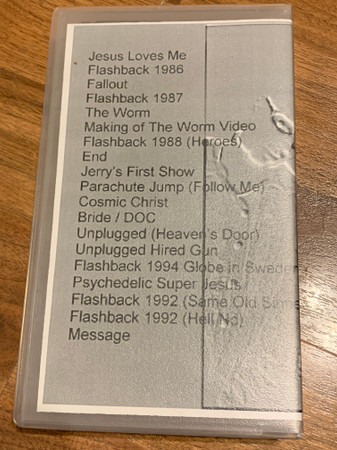 Jesus Loves Me
Flashback 1986
Fallout
Flashback 1987
The Worm
Making of The Worm Video
Flashback 1988 (Heroes)
End
Jerry's First Show
Parachute Jump (Follow Me)
Cosmic Christ
Bride / DOC
Unplugged (Heaven's Door)
Unplugged Hired Gun
Flashback 1994 Globe in Sweden
Psychedelic Super Jesus
Flashback 1992 (Same Old Sinner
Flashback 1992 (Hell No)
Message